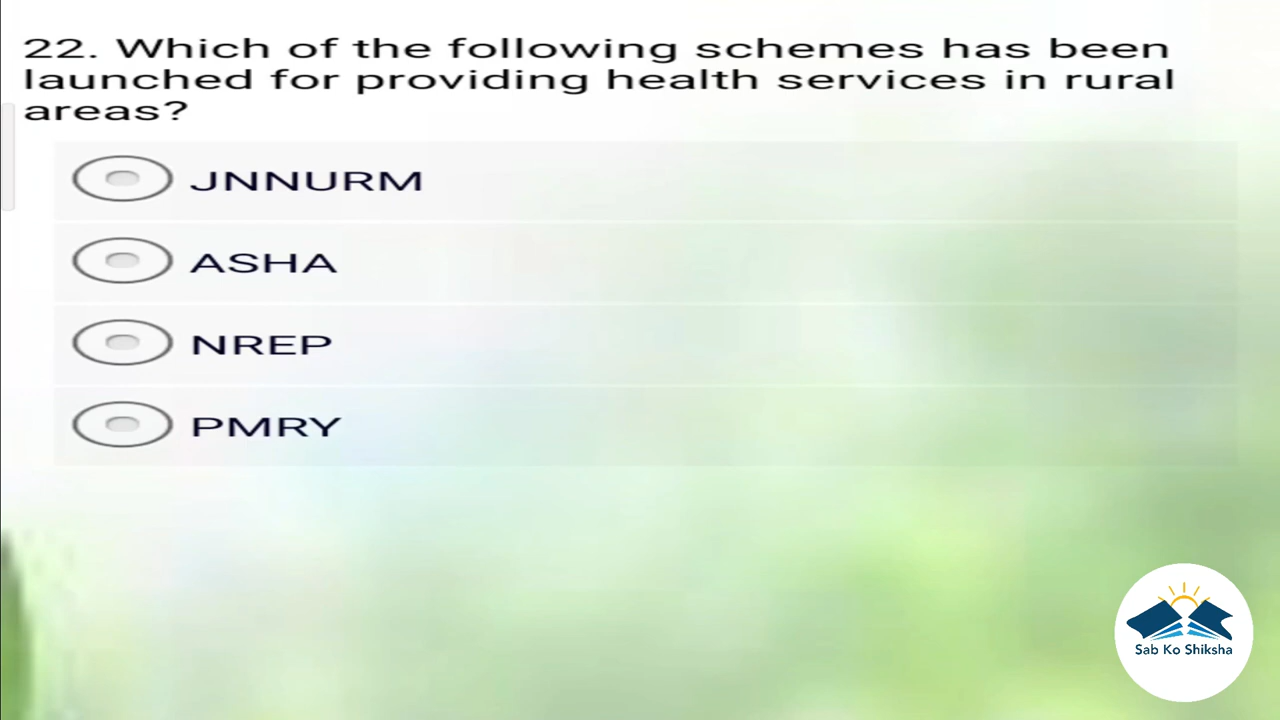 22. Which of the following schemes has been
launched for providing health services in rural
areas?
JNNURM
ASHA
NREP
PMRY
Sab Ko Shiksha